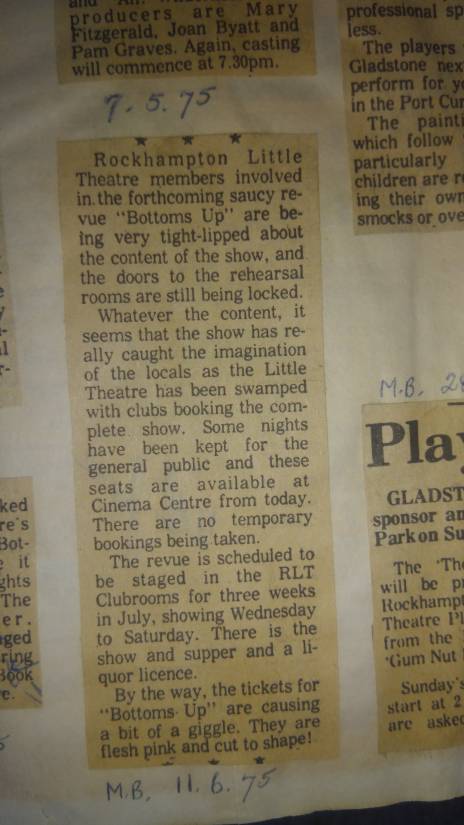 producers are Mary
Fitzgerald, Joan Byatt and
Pam Graves. Again, casting
will commence at 7.30pm.
7.5.75
★ ★ ★
Rockhampton Little
Theatre members involved
in the forthcoming saucy re-
vue "Bottoms Up" are be-
ing very tight-lipped about
the content of the show, and
the doors to the rehearsal
rooms are still being locked.
Whatever the content, it
seems that the show has re-
ally caught the imagination
of the locals as the Little
Theatre has been swamped
with clubs booking the com-
plete show. Some nights
have been kept for the
general public and these
seats are available at
Cinema Centre from today.
There are no temporary
bookings being taken.
The revue is scheduled to
be staged in the RLT
Clubrooms for three weeks
in July, showing Wednesday
to Saturday. There is the
show and supper and a li-
quor licence.
By the way, the tickets for
"Bottoms Up" are causing
a bit of a giggle. They are
flesh pink and cut to shape!
★ ★ ★
M.B. 11.6.75
professional sp
less.
The players
Gladstone nex
perform for y
in the Port Cur
The painti
which follow
particularly
children are r
ing their own
smocks or ove
M.B. 2
Play
GLADST
sponsor an
Park on Su
The 'The
will be pr
Rockhampt
Theatre Pl
from the
'Gum Nut
Sunday's
start at 2
are asked
ked
re's
Bot-
it
ghts
The
er.
aged
ring
Book
e.